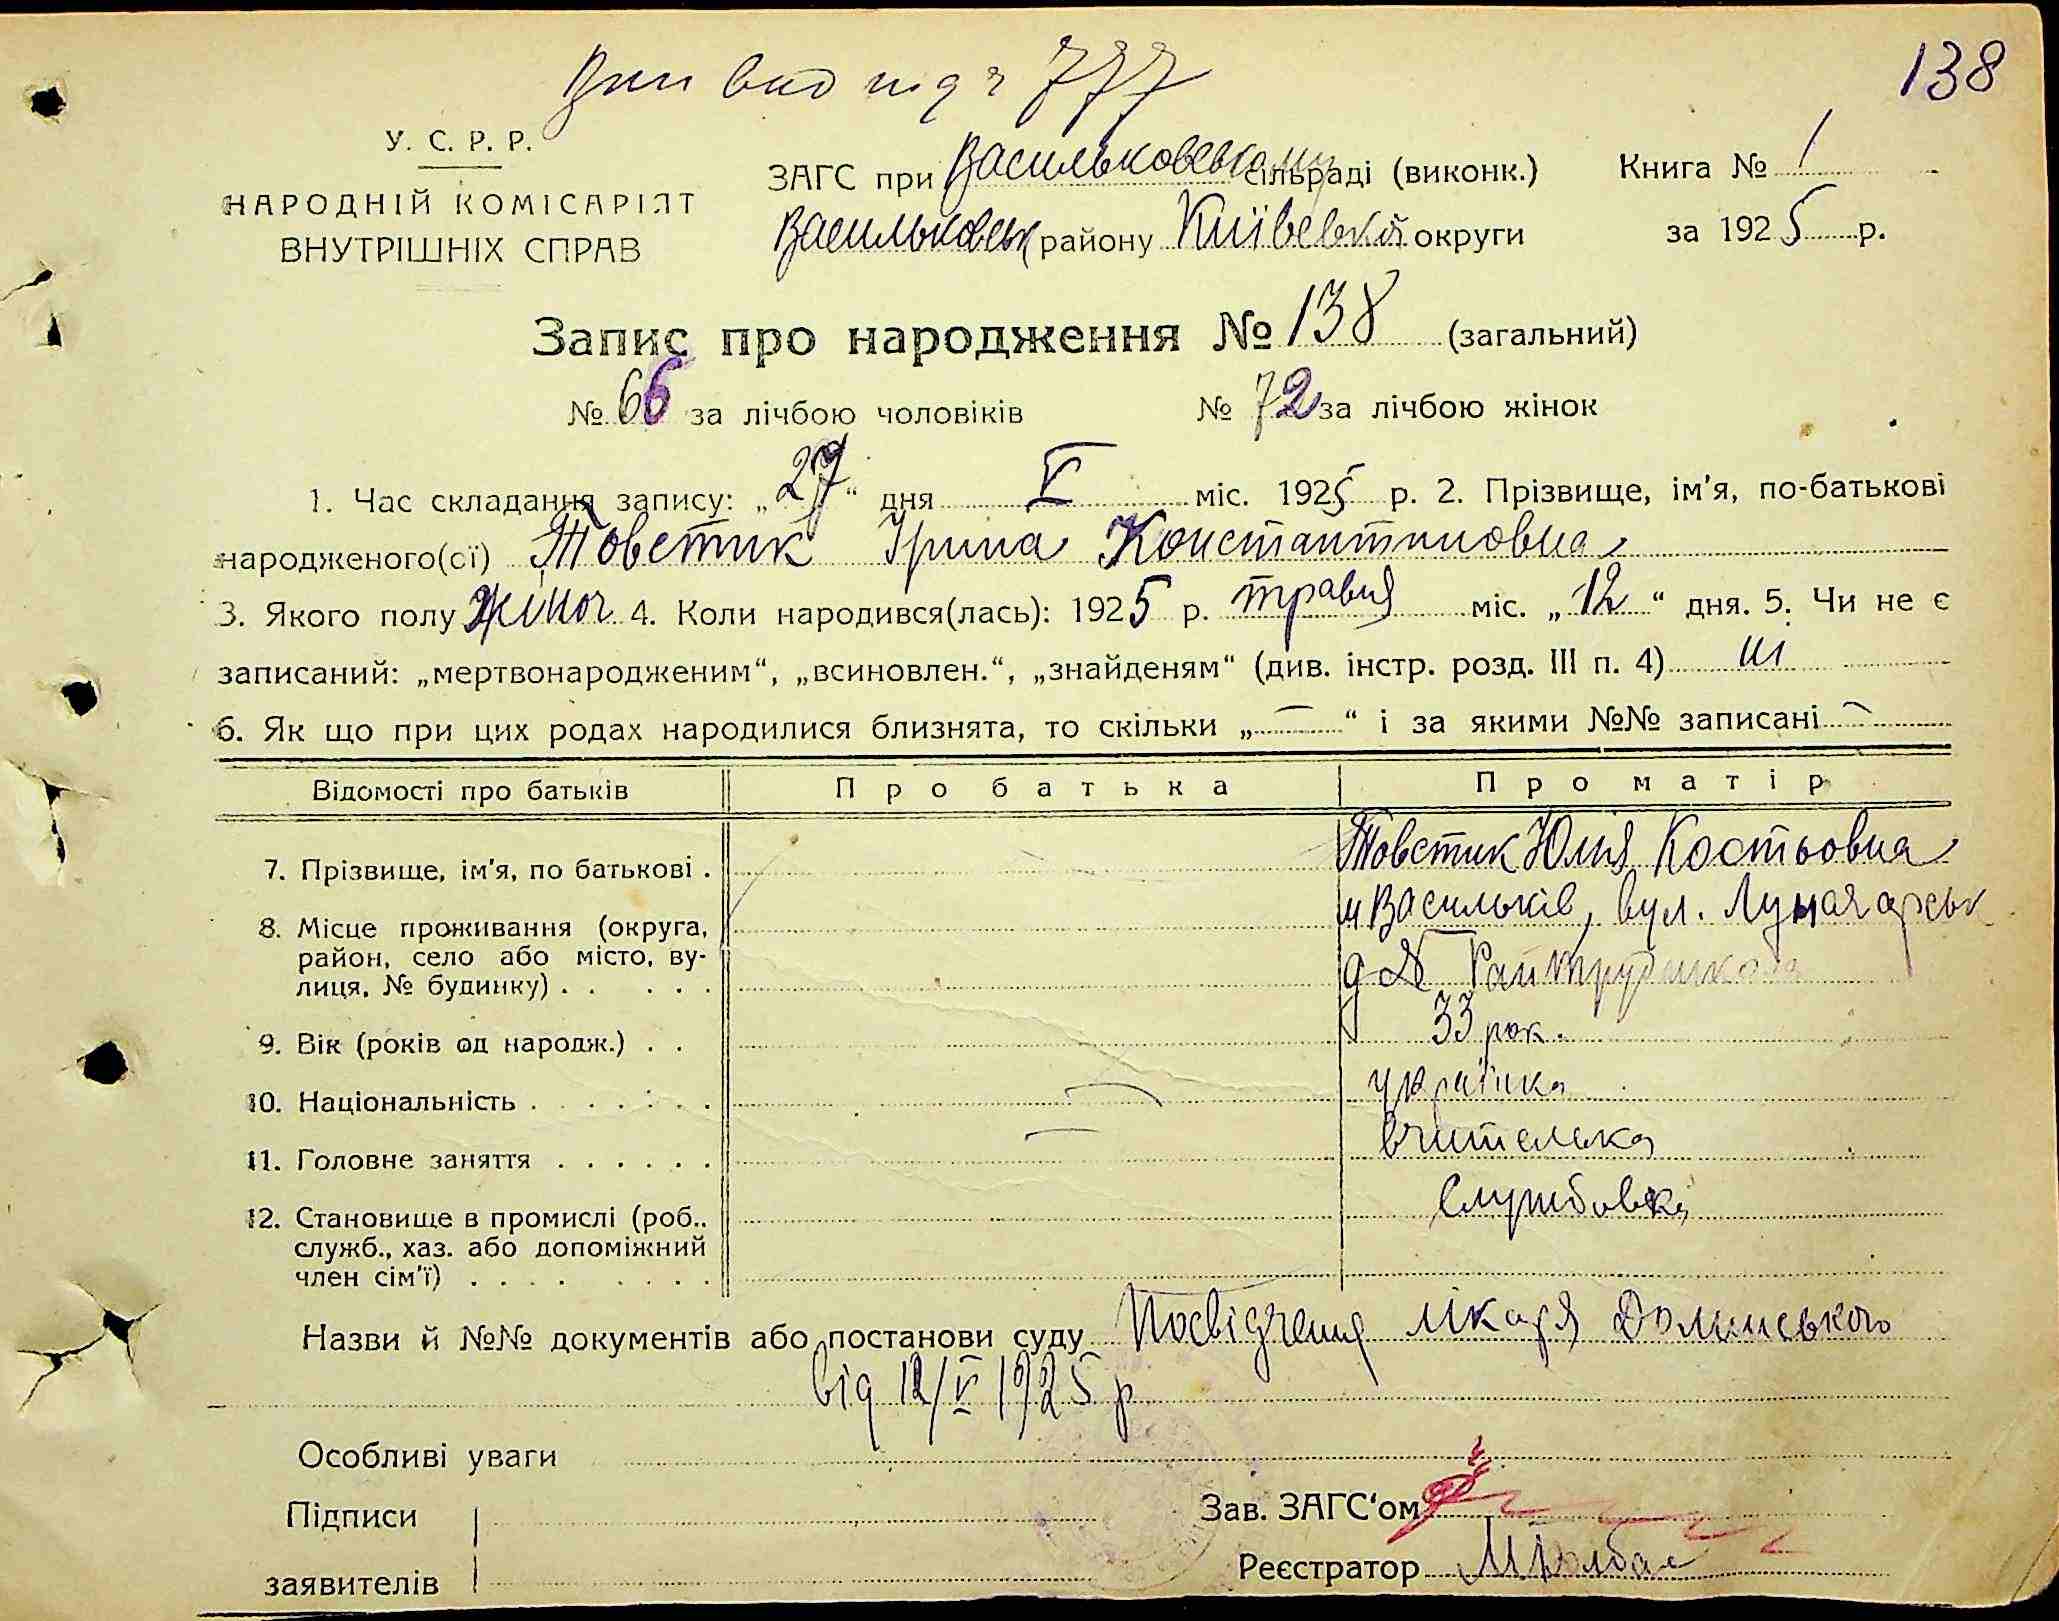 138
У. С. Р. Р.
НАРОДНІЙ КОМІСАРІЯТ
ВНУТРІШНІХ СПРАВ
ЗАГС при Васильковському сільраді (виконк.) Книга № 1
Васильковськ району Київській округи за 1925 р.
Запис про народження № 138 (загальний)
№ 66 за лічбою чоловіків № 72 за лічбою жінок
1. Час складання запису: „27“ дня V міс. 1925 р. 2. Прізвище, ім'я, по-батькові
народженого(сї) Товстик Ірина Константиновна
3. Якого полу жіноч 4. Коли народився(лась): 1925 р. травня міс. „12“ дня. 5. Чи не є
записаний: „мертвонародженим“, „всиновлен.“, „знайденям“ (див. інстр. розд. III п. 4) ні
6. Як що при цих родах народилися близнята, то скільки „—“ і за якими №№ записані —
Відомості про батьків Про батька Про матір
7. Прізвище, ім'я, по батькові . Товстик Юлія Костьовна
8. Місце проживання (округа, м Васильків, вул. Луначарськ
район, село або місто, ву-
лиця, № будинку) . . . . . .
9. Вік (років од народж.) . . 33 рок.
10. Національність . . . . . . . — українка
11. Головне заняття . . . . . . — вчителька
12. Становище в промислі (роб., службовка
служб., хаз. або допоміжний
член сім'ї) . . . . . . . .
Назви й №№ документів або постанови суду Посвідчення лікаря Долинського
від 12/V 1925 р
Особливі уваги
Підписи
заявителів
Зав. ЗАГС'ом
Реєстратор